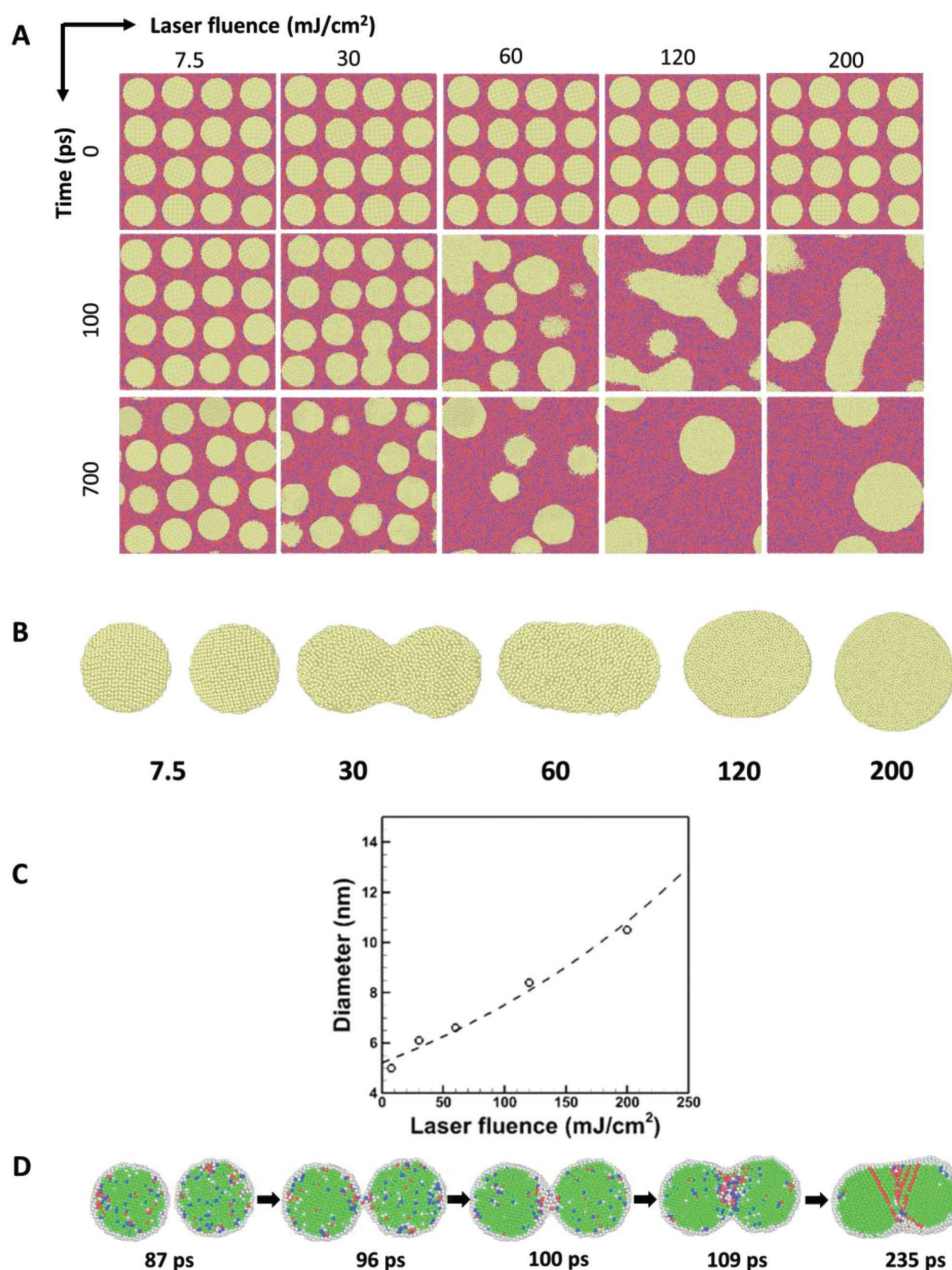 A
Laser fluence (mJ/cm²)
7.5 30 60 120 200
Time (ps)
0
100
700
B
7.5 30 60 120 200
C
Diameter (nm)
14
12
10
8
6
4
0 50 100 150 200 250
Laser fluence (mJ/cm²)
D
87 ps 96 ps 100 ps 109 ps 235 ps